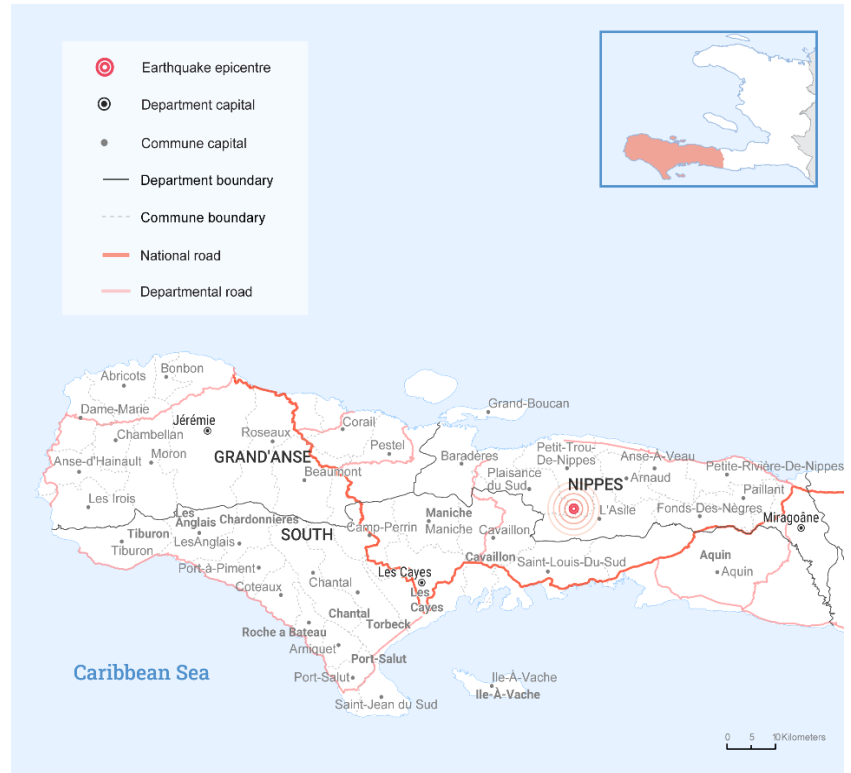 Earthquake epicentre
Department capital
Commune capital
Department boundary
Commune boundary
National road
Departmental road
Bonbon
Abricots
Grand-Boucan
Dame-Marie
Jérémie
Corail
Roseaux
Chambellan
Pestel
Petit-Trou-
De-Nippes
Anse-À-Veau
Moron
GRAND'ANSE
Baradères
Anse-d'Hainault
Petite-Rivière-De-Nippes
Beaumont
Plaisance
du Sud
NIPPES
Arnaud
Paillant
Les Irois
Fonds-Des-Nègres
Les
Anglais
Chardonnieres
Maniche
L'Asile
Miragoâne
Tiburon
SOUTH
Camp-Perrin
Maniche
Cavaillon
LesAnglais
Tiburon
Cavaillon
Aquin
Port-à-Piment
Saint-Louis-Du-Sud
Les Cayes
Aquin
Chantal
Coteaux
Les
Cayes
Chantal
Torbeck
Roche a Bateau
Arniquet
Port-Salut
Caribbean Sea
Port-Salut
Ile-À-Vache
Ile-À-Vache
Saint-Jean du Sud
0 5 10Kilometers